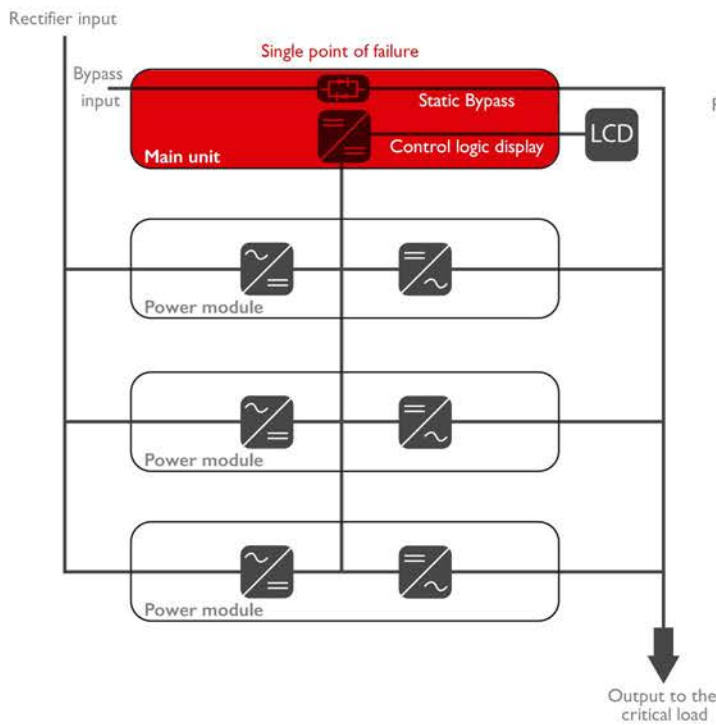 Rectifier input
Single point of failure
Bypass
input
Static Bypass
LCD
Control logic display
Main unit
Power module
Power module
Power module
Output to the
critical load